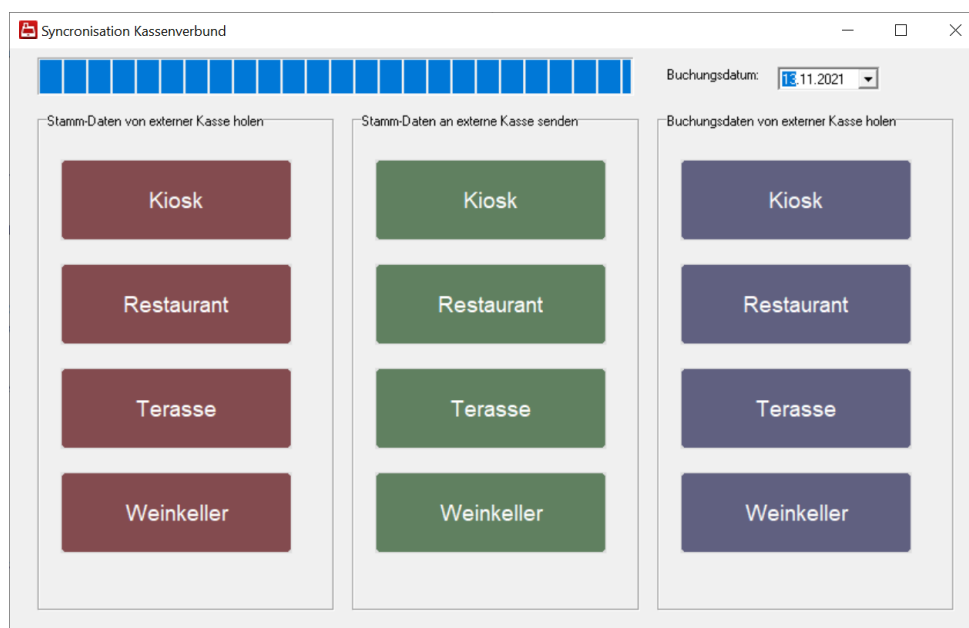 Syncronisation Kassenverbund
Buchungsdatum: 13.11.2021
Stamm-Daten von externer Kasse holen
Kiosk
Restaurant
Terasse
Weinkeller
Stamm-Daten an externe Kasse senden
Kiosk
Restaurant
Terasse
Weinkeller
Buchungsdaten von externer Kasse holen
Kiosk
Restaurant
Terasse
Weinkeller